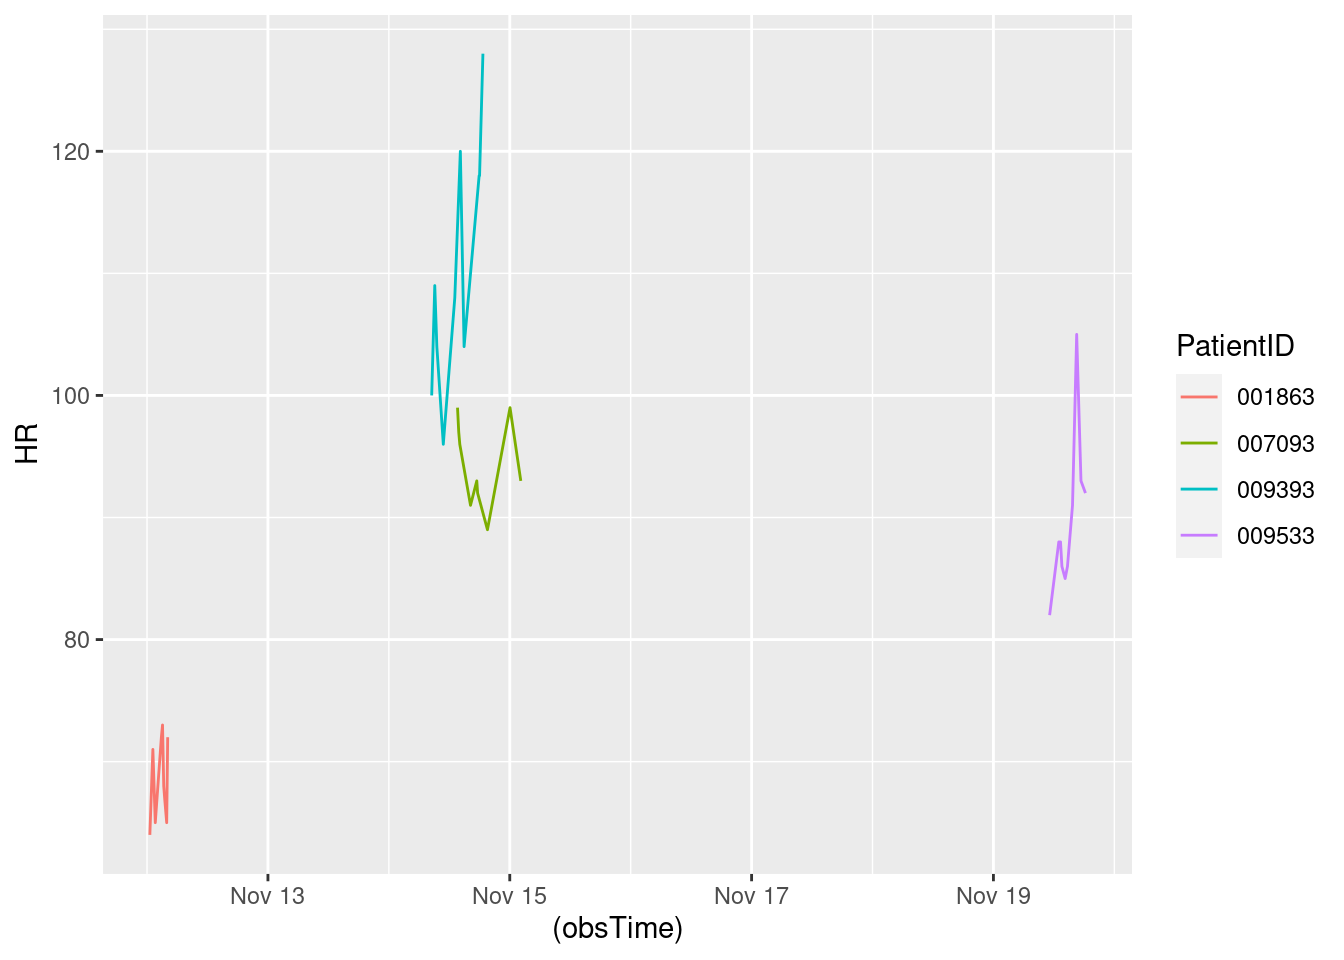 120
100
80
HR
Nov 13
Nov 15
Nov 17
Nov 19
(obsTime)
PatientID
001863
007093
009393
009533